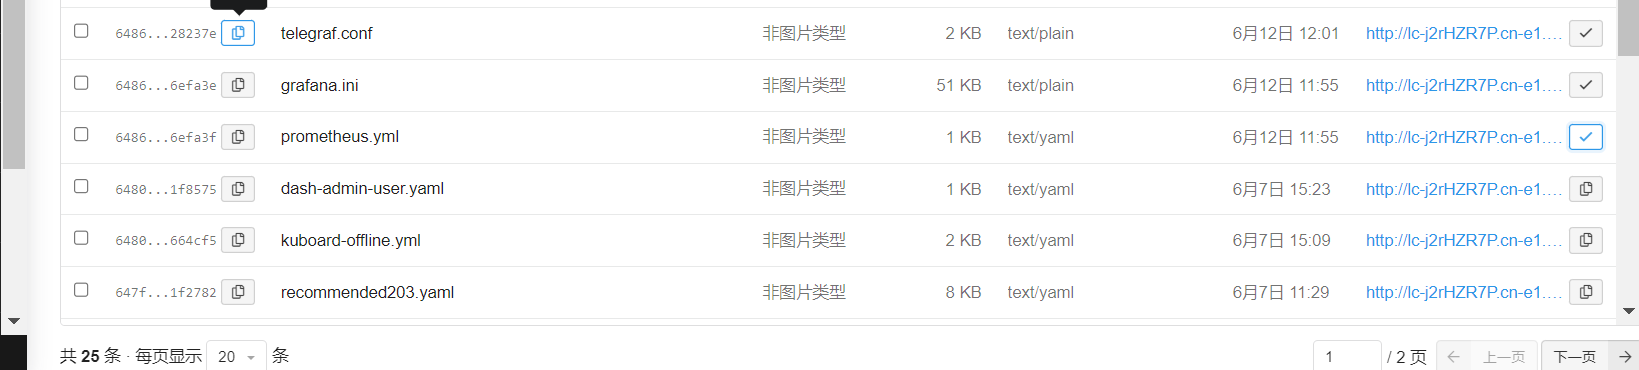 6486...28237e telegraf.conf 非图片类型 2 KB text/plain 6月12日 12:01 http://lc-j2rHZR7P.cn-e1....
6486...6efa3e grafana.ini 非图片类型 51 KB text/plain 6月12日 11:55 http://lc-j2rHZR7P.cn-e1....
6486...6efa3f prometheus.yml 非图片类型 1 KB text/yaml 6月12日 11:55 http://lc-j2rHZR7P.cn-e1....
6480...1f8575 dash-admin-user.yaml 非图片类型 1 KB text/yaml 6月7日 15:23 http://lc-j2rHZR7P.cn-e1....
6480...664cf5 kuboard-offline.yml 非图片类型 2 KB text/yaml 6月7日 15:09 http://lc-j2rHZR7P.cn-e1....
647f...1f2782 recommended203.yaml 非图片类型 8 KB text/yaml 6月7日 11:29 http://lc-j2rHZR7P.cn-e1....
共 25 条 · 每页显示 20 条 1 / 2 页 上一页 下一页